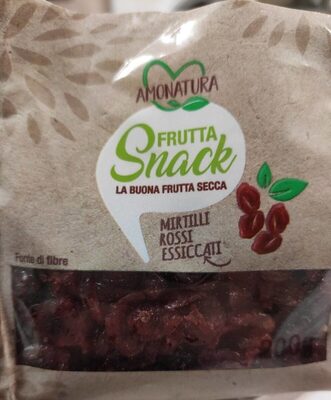 AMONATURA
FRUTTA
Snack
LA BUONA FRUTTA SECCA
MIRTILLI
ROSSI
ESSICCATI
Fonte di fibre